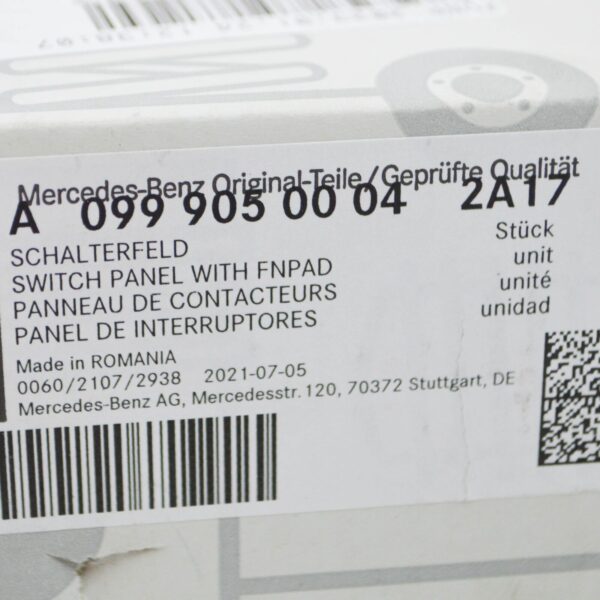 Mercedes-Benz Original-Teile/Geprüfte Qualität
A 099 905 00 04 2A17
SCHALTERFELD
SWITCH PANEL WITH FNPAD
PANNEAU DE CONTACTEURS
PANEL DE INTERRUPTORES
Stück
unit
unité
unidad
Made in ROMANIA
0060/2107/2938 2021-07-05
Mercedes-Benz AG, Mercedesstr. 120, 70372 Stuttgart, DE